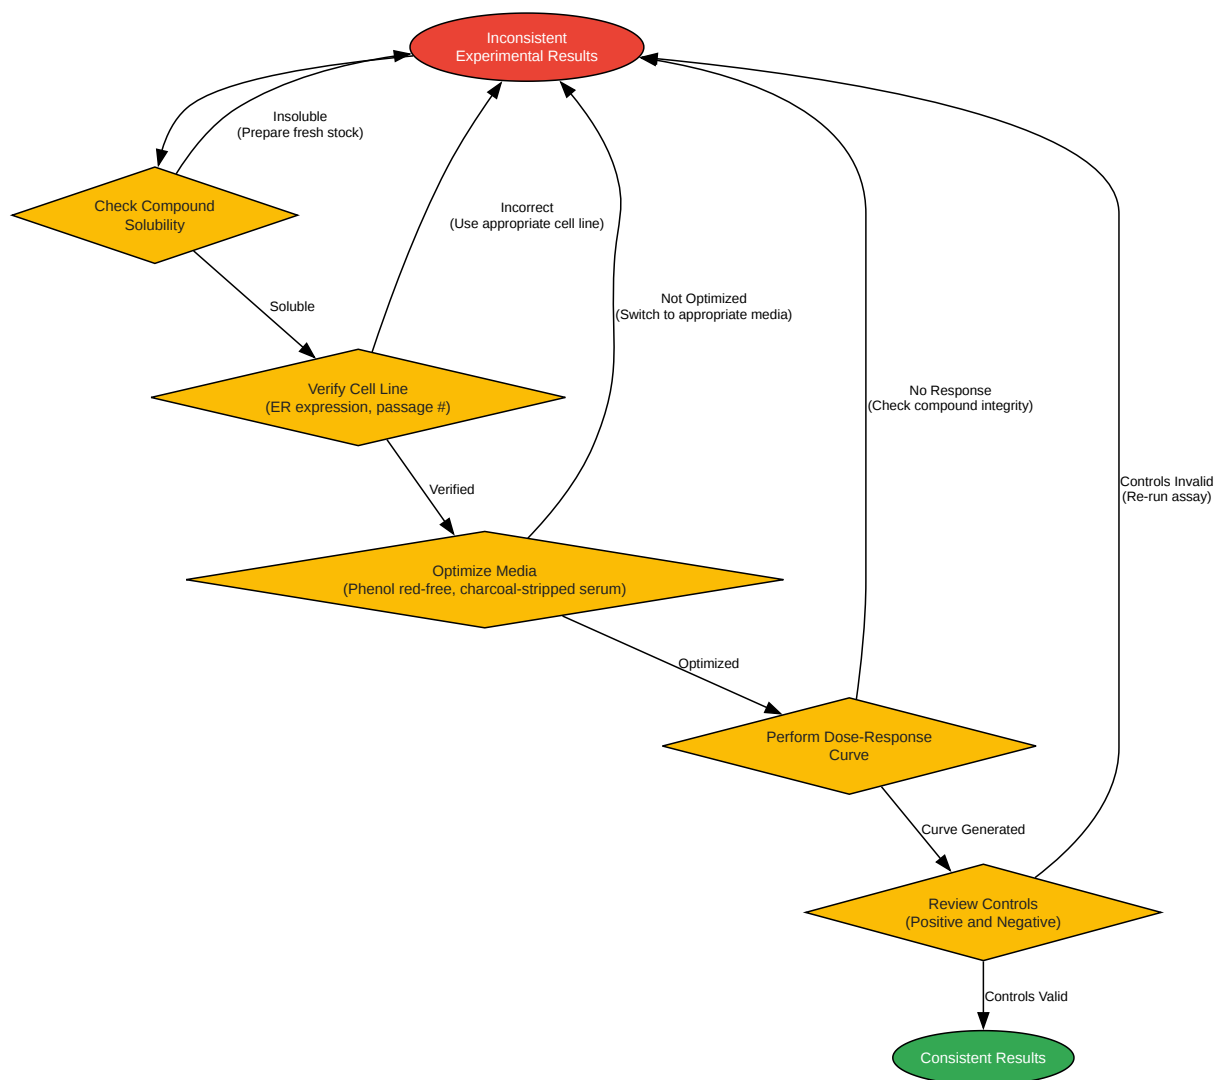 Inconsistent
Experimental Results
Insoluble
(Prepare fresh stock)
Check Compound
Solubility
Incorrect
(Use appropriate cell line)
Soluble
Not Optimized
(Switch to appropriate media)
Verify Cell Line
(ER expression, passage #)
No Response
(Check compound integrity)
Verified
Controls Invalid
(Re-run assay)
Optimize Media
(Phenol red-free, charcoal-stripped serum)
Optimized
Perform Dose-Response
Curve
Curve Generated
Review Controls
(Positive and Negative)
Controls Valid
Consistent Results